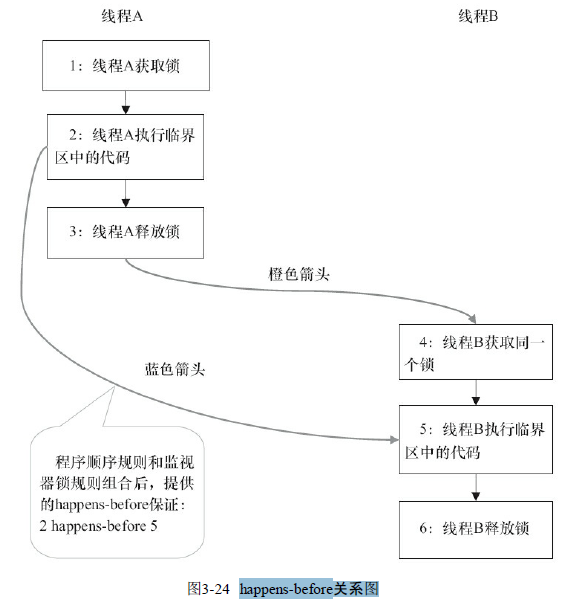 线程A
线程B
1：线程A获取锁
2：线程A执行临界
区中的代码
3：线程A释放锁
橙色箭头
4：线程B获取同一
个锁
蓝色箭头
5：线程B执行临界
区中的代码
程序顺序规则和监视
器锁规则组合后，提供
的happens-before保证：
2 happens-before 5
6：线程B释放锁
图3-24 happens-before关系图